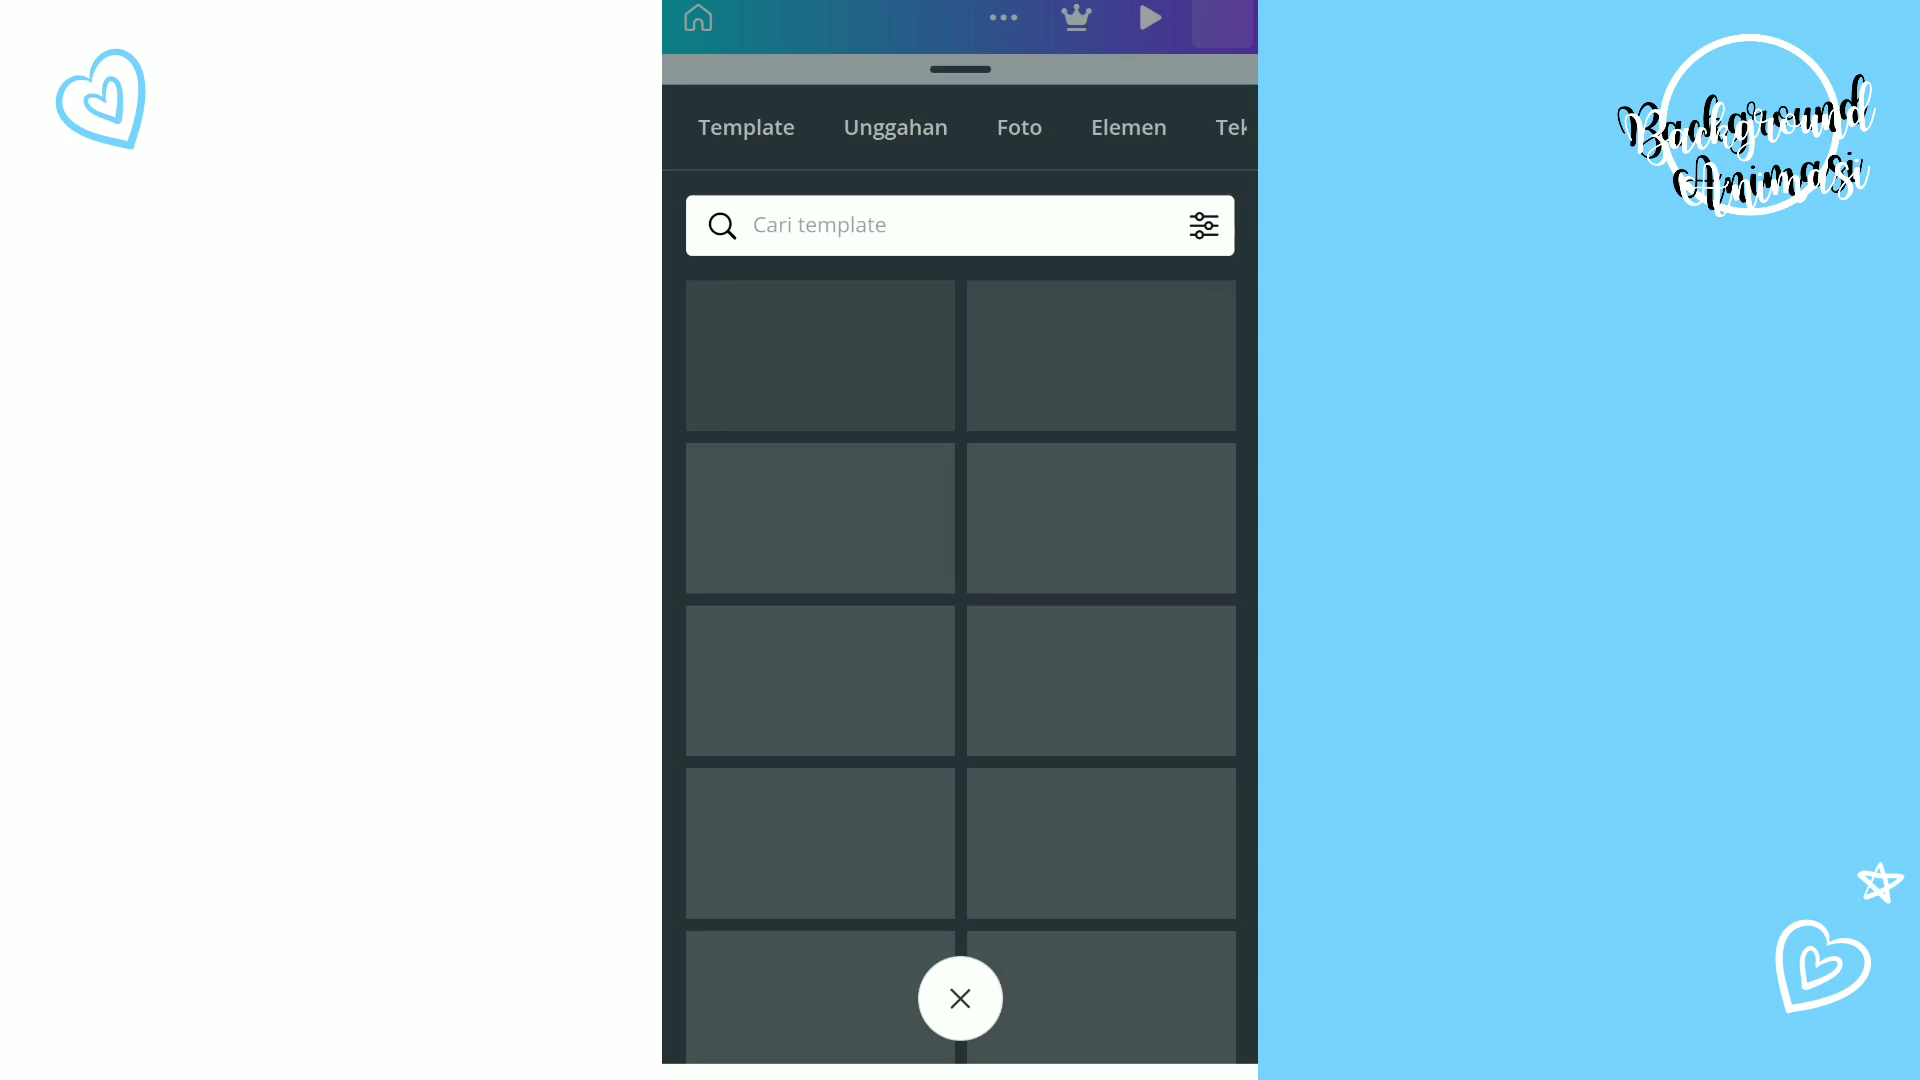 Template Unggahan Foto Elemen Tek
Cari template
Background
Animasi